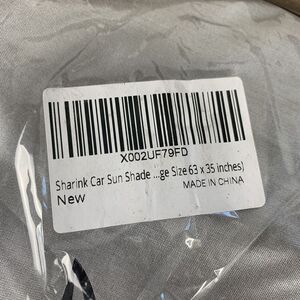 X002UF79FD
Sharink Car Sun Shade ...ge Size 63 x 35 inches)
New
MADE IN CHINA